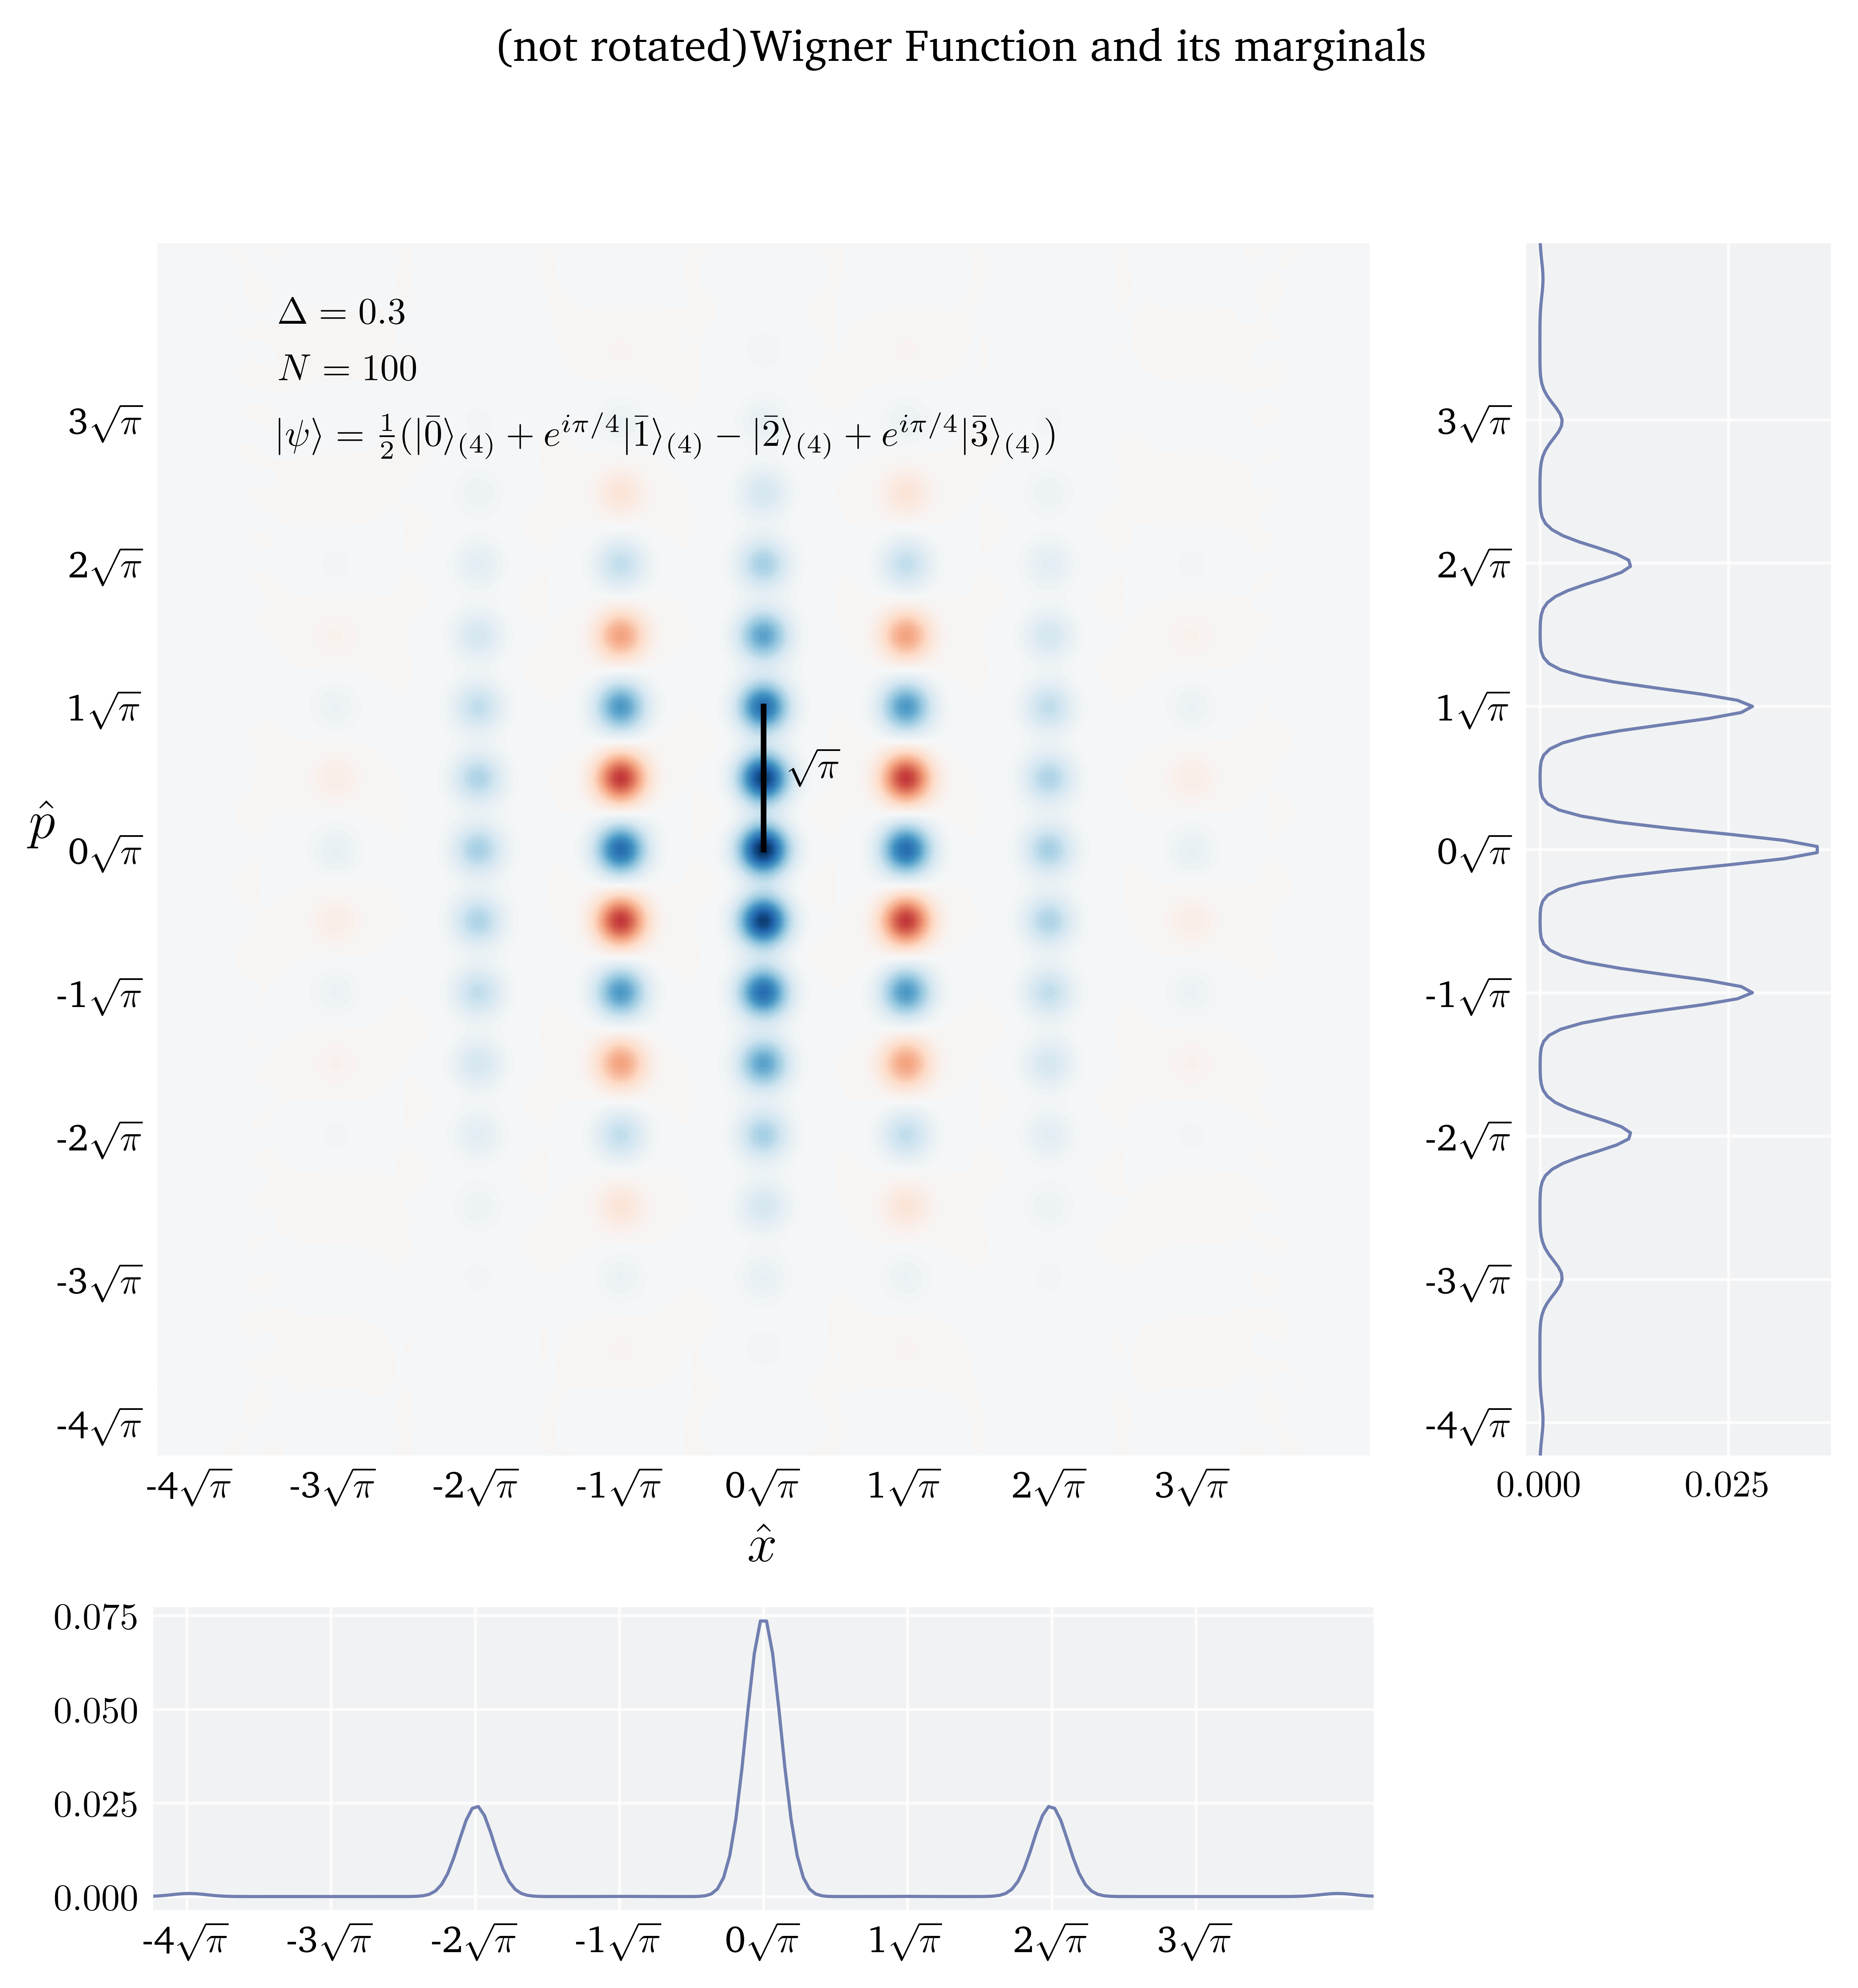 (not rotated)Wigner Function and its marginals
Δ = 0.3
N = 100
|ψ⟩ = 1/2(|0̄⟩₍₄₎ + e^{iπ/4}|1̄⟩₍₄₎ − |2̄⟩₍₄₎ + e^{iπ/4}|3̄⟩₍₄₎)
3√π
2√π
1√π
0√π
-1√π
-2√π
-3√π
-4√π
p̂
√π
-4√π -3√π -2√π -1√π 0√π 1√π 2√π 3√π
x̂
3√π
2√π
1√π
0√π
-1√π
-2√π
-3√π
-4√π
0.000 0.025
0.075
0.050
0.025
0.000
-4√π -3√π -2√π -1√π 0√π 1√π 2√π 3√π